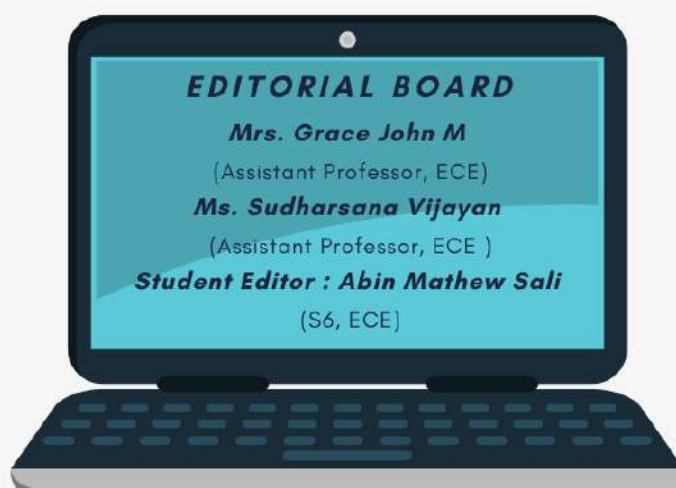 EDITORIAL BOARD
Mrs. Grace John M
(Assistant Professor, ECE)
Ms. Sudharsana Vijayan
(Assistant Professor, ECE )
Student Editor : Abin Mathew Sali
(S6, ECE)